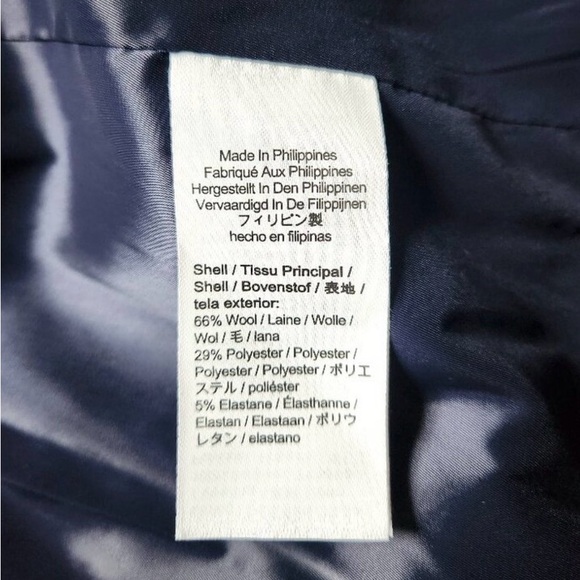 Made In Philippines
Fabriqué Aux Philippines
Hergestellt In Den Philippinen
Vervaardigd In De Filippijnen
フィリピン製
hecho en filipinas
Shell / Tissu Principal /
Shell / Bovenstof / 表地 /
tela exterior:
66% Wool / Laine / Wolle /
Wol / 毛 / lana
29% Polyester / Polyester /
Polyester / Polyester / ポリエ
ステル / poliéster
5% Elastane / Élasthanne /
Elastan / Elastaan / ポリウ
レタン / elastano